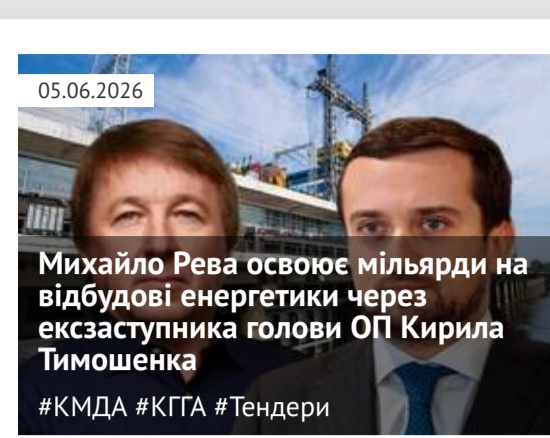 05.06.2026
Михайло Рева освоює мільярди на
відбудові енергетики через
ексзаступника голови ОП Кирила
Тимошенка
#КМДА #КГГА #Тендери